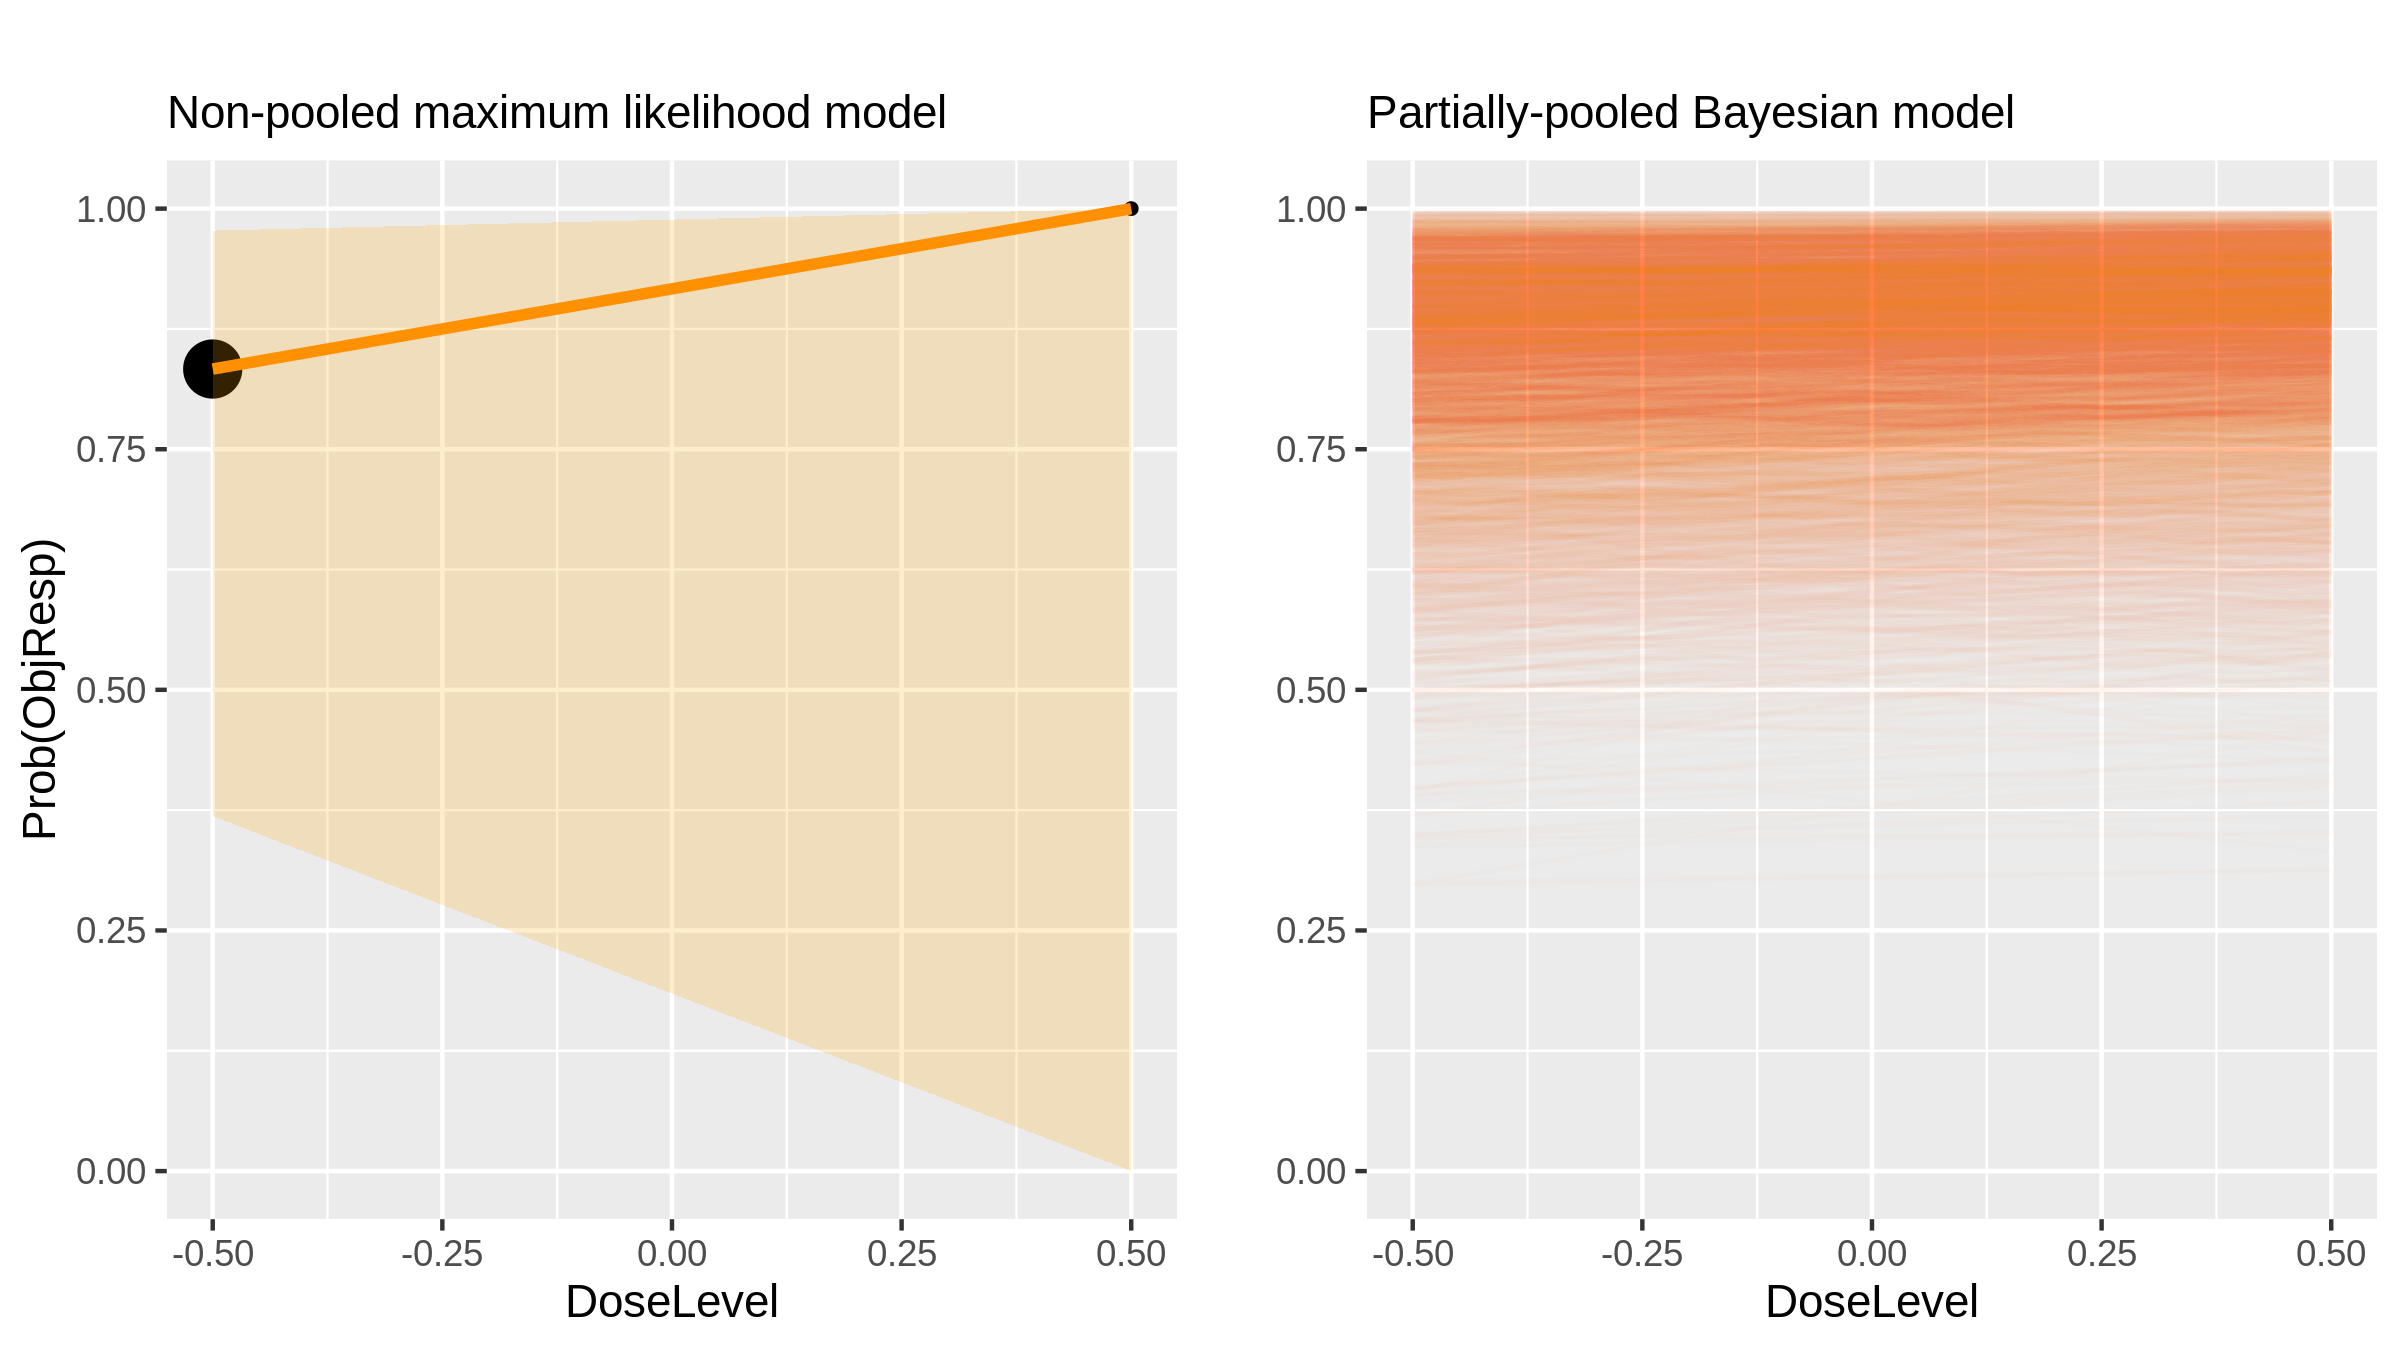 Non-pooled maximum likelihood model
Prob(ObjResp)
1.00
0.75
0.50
0.25
0.00
-0.50 -0.25 0.00 0.25 0.50
DoseLevel
Partially-pooled Bayesian model
1.00
0.75
0.50
0.25
0.00
-0.50 -0.25 0.00 0.25 0.50
DoseLevel